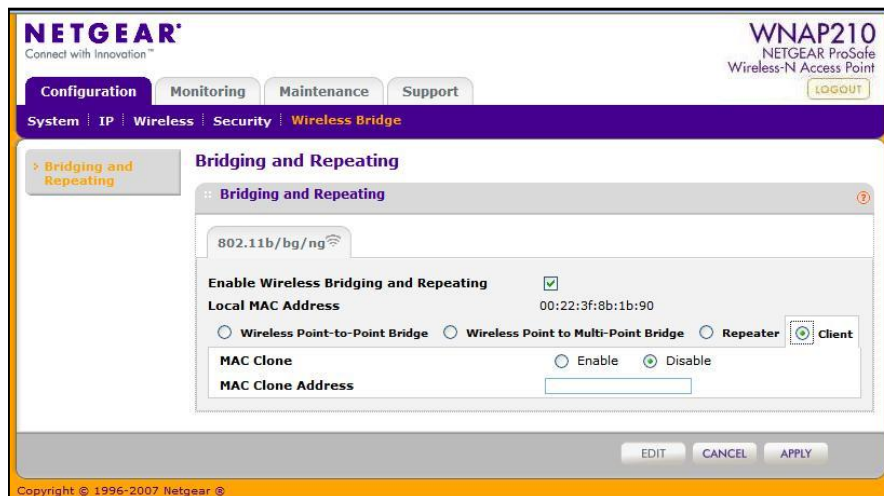 NETGEAR®
Connect with Innovation™
WNAP210
NETGEAR ProSafe
Wireless-N Access Point
LOGOUT
Configuration Monitoring Maintenance Support
System IP Wireless Security Wireless Bridge
Bridging and Repeating
Bridging and Repeating
Bridging and Repeating
802.11b/bg/ng
Enable Wireless Bridging and Repeating
Local MAC Address 00:22:3f:8b:1b:90
Wireless Point-to-Point Bridge Wireless Point to Multi-Point Bridge Repeater Client
MAC Clone Enable Disable
MAC Clone Address
EDIT CANCEL APPLY
Copyright © 1996-2007 Netgear ®